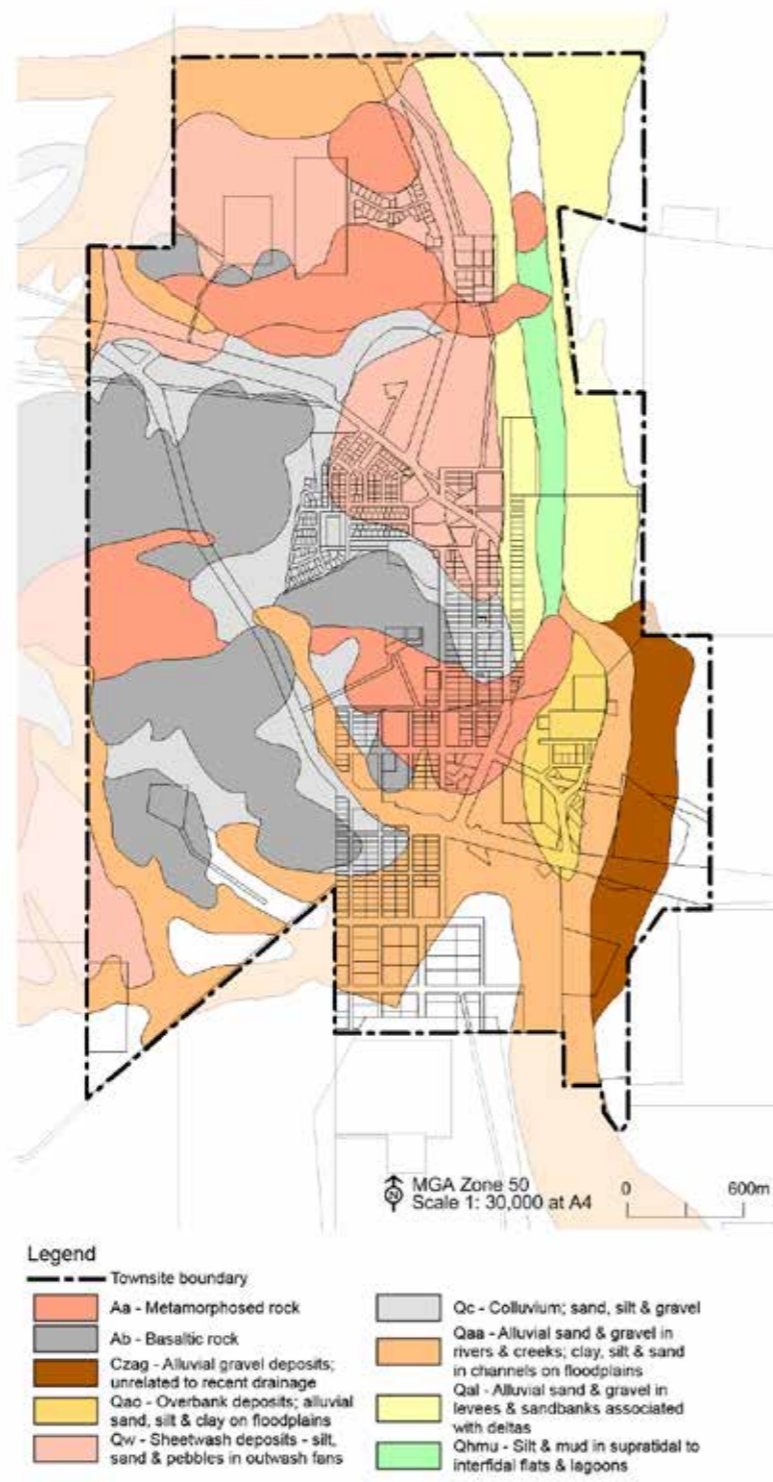 MGA Zone 50
Scale 1: 30,000 at A4
0 600m
N
Legend
Townsite boundary
Aa - Metamorphosed rock
Ab - Basaltic rock
Czag - Alluvial gravel deposits;
unrelated to recent drainage
Qao - Overbank deposits; alluvial
sand, silt & clay on floodplains
Qw - Sheetwash deposits - silt,
sand & pebbles in outwash fans
Qc - Colluvium; sand, silt & gravel
Qaa - Alluvial sand & gravel in
rivers & creeks; clay, silt & sand
in channels on floodplains
Qal - Alluvial sand & gravel in
levees & sandbanks associated
with deltas
Qhmu - Silt & mud in supratidal to
interfidal flats & lagoons